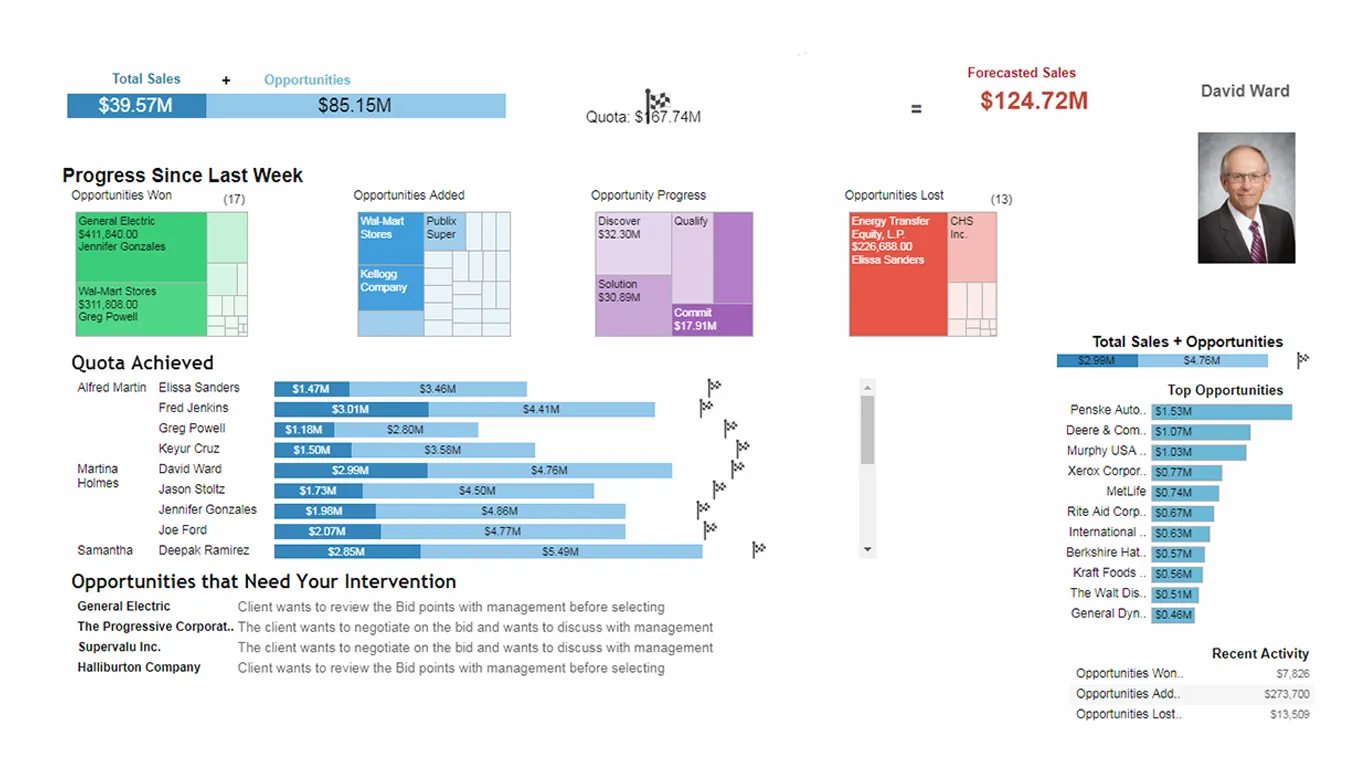 Total Sales + Opportunities
$39.57M $85.15M
Quota: $167.74M
=
Forecasted Sales
$124.72M
David Ward
Progress Since Last Week
Opportunities Won (17)
General Electric
$411,840.00
Jennifer Gonzales
Wal-Mart Stores
$311,808.00
Greg Powell
Opportunities Added
Wal-Mart
Stores
Publix
Super
Kellogg
Company
Opportunity Progress
Discover
$32.30M
Qualify
Solution
$30.89M
Commit
$17.91M
Opportunities Lost (13)
Energy Transfer
Equity, L.P.
$226,688.00
Elissa Sanders
CHS
Inc.
Quota Achieved
Alfred Martin Elissa Sanders $1.47M $3.46M
Fred Jenkins $3.01M $4.41M
Greg Powell $1.18M $2.80M
Keyur Cruz $1.50M $3.58M
Martina
Holmes
David Ward $2.99M $4.76M
Jason Stoltz $1.73M $4.50M
Jennifer Gonzales $1.98M $4.86M
Joe Ford $2.07M $4.77M
Samantha Deepak Ramirez $2.85M $5.49M
Opportunities that Need Your Intervention
General Electric Client wants to review the Bid points with management before selecting
The Progressive Corporat.. The client wants to negotiate on the bid and wants to discuss with management
Supervalu Inc. The client wants to negotiate on the bid and wants to discuss with management
Halliburton Company Client wants to review the Bid points with management before selecting
Total Sales + Opportunities
$2.99M $4.76M
Top Opportunities
Penske Auto.. $1.53M
Deere & Com.. $1.07M
Murphy USA .. $1.03M
Xerox Corpor.. $0.77M
MetLife $0.74M
Rite Aid Corp.. $0.67M
International .. $0.63M
Berkshire Hat.. $0.57M
Kraft Foods .. $0.56M
The Walt Dis.. $0.51M
General Dyn.. $0.46M
Recent Activity
Opportunities Won.. $7,826
Opportunities Add.. $273,700
Opportunities Lost.. $13,509